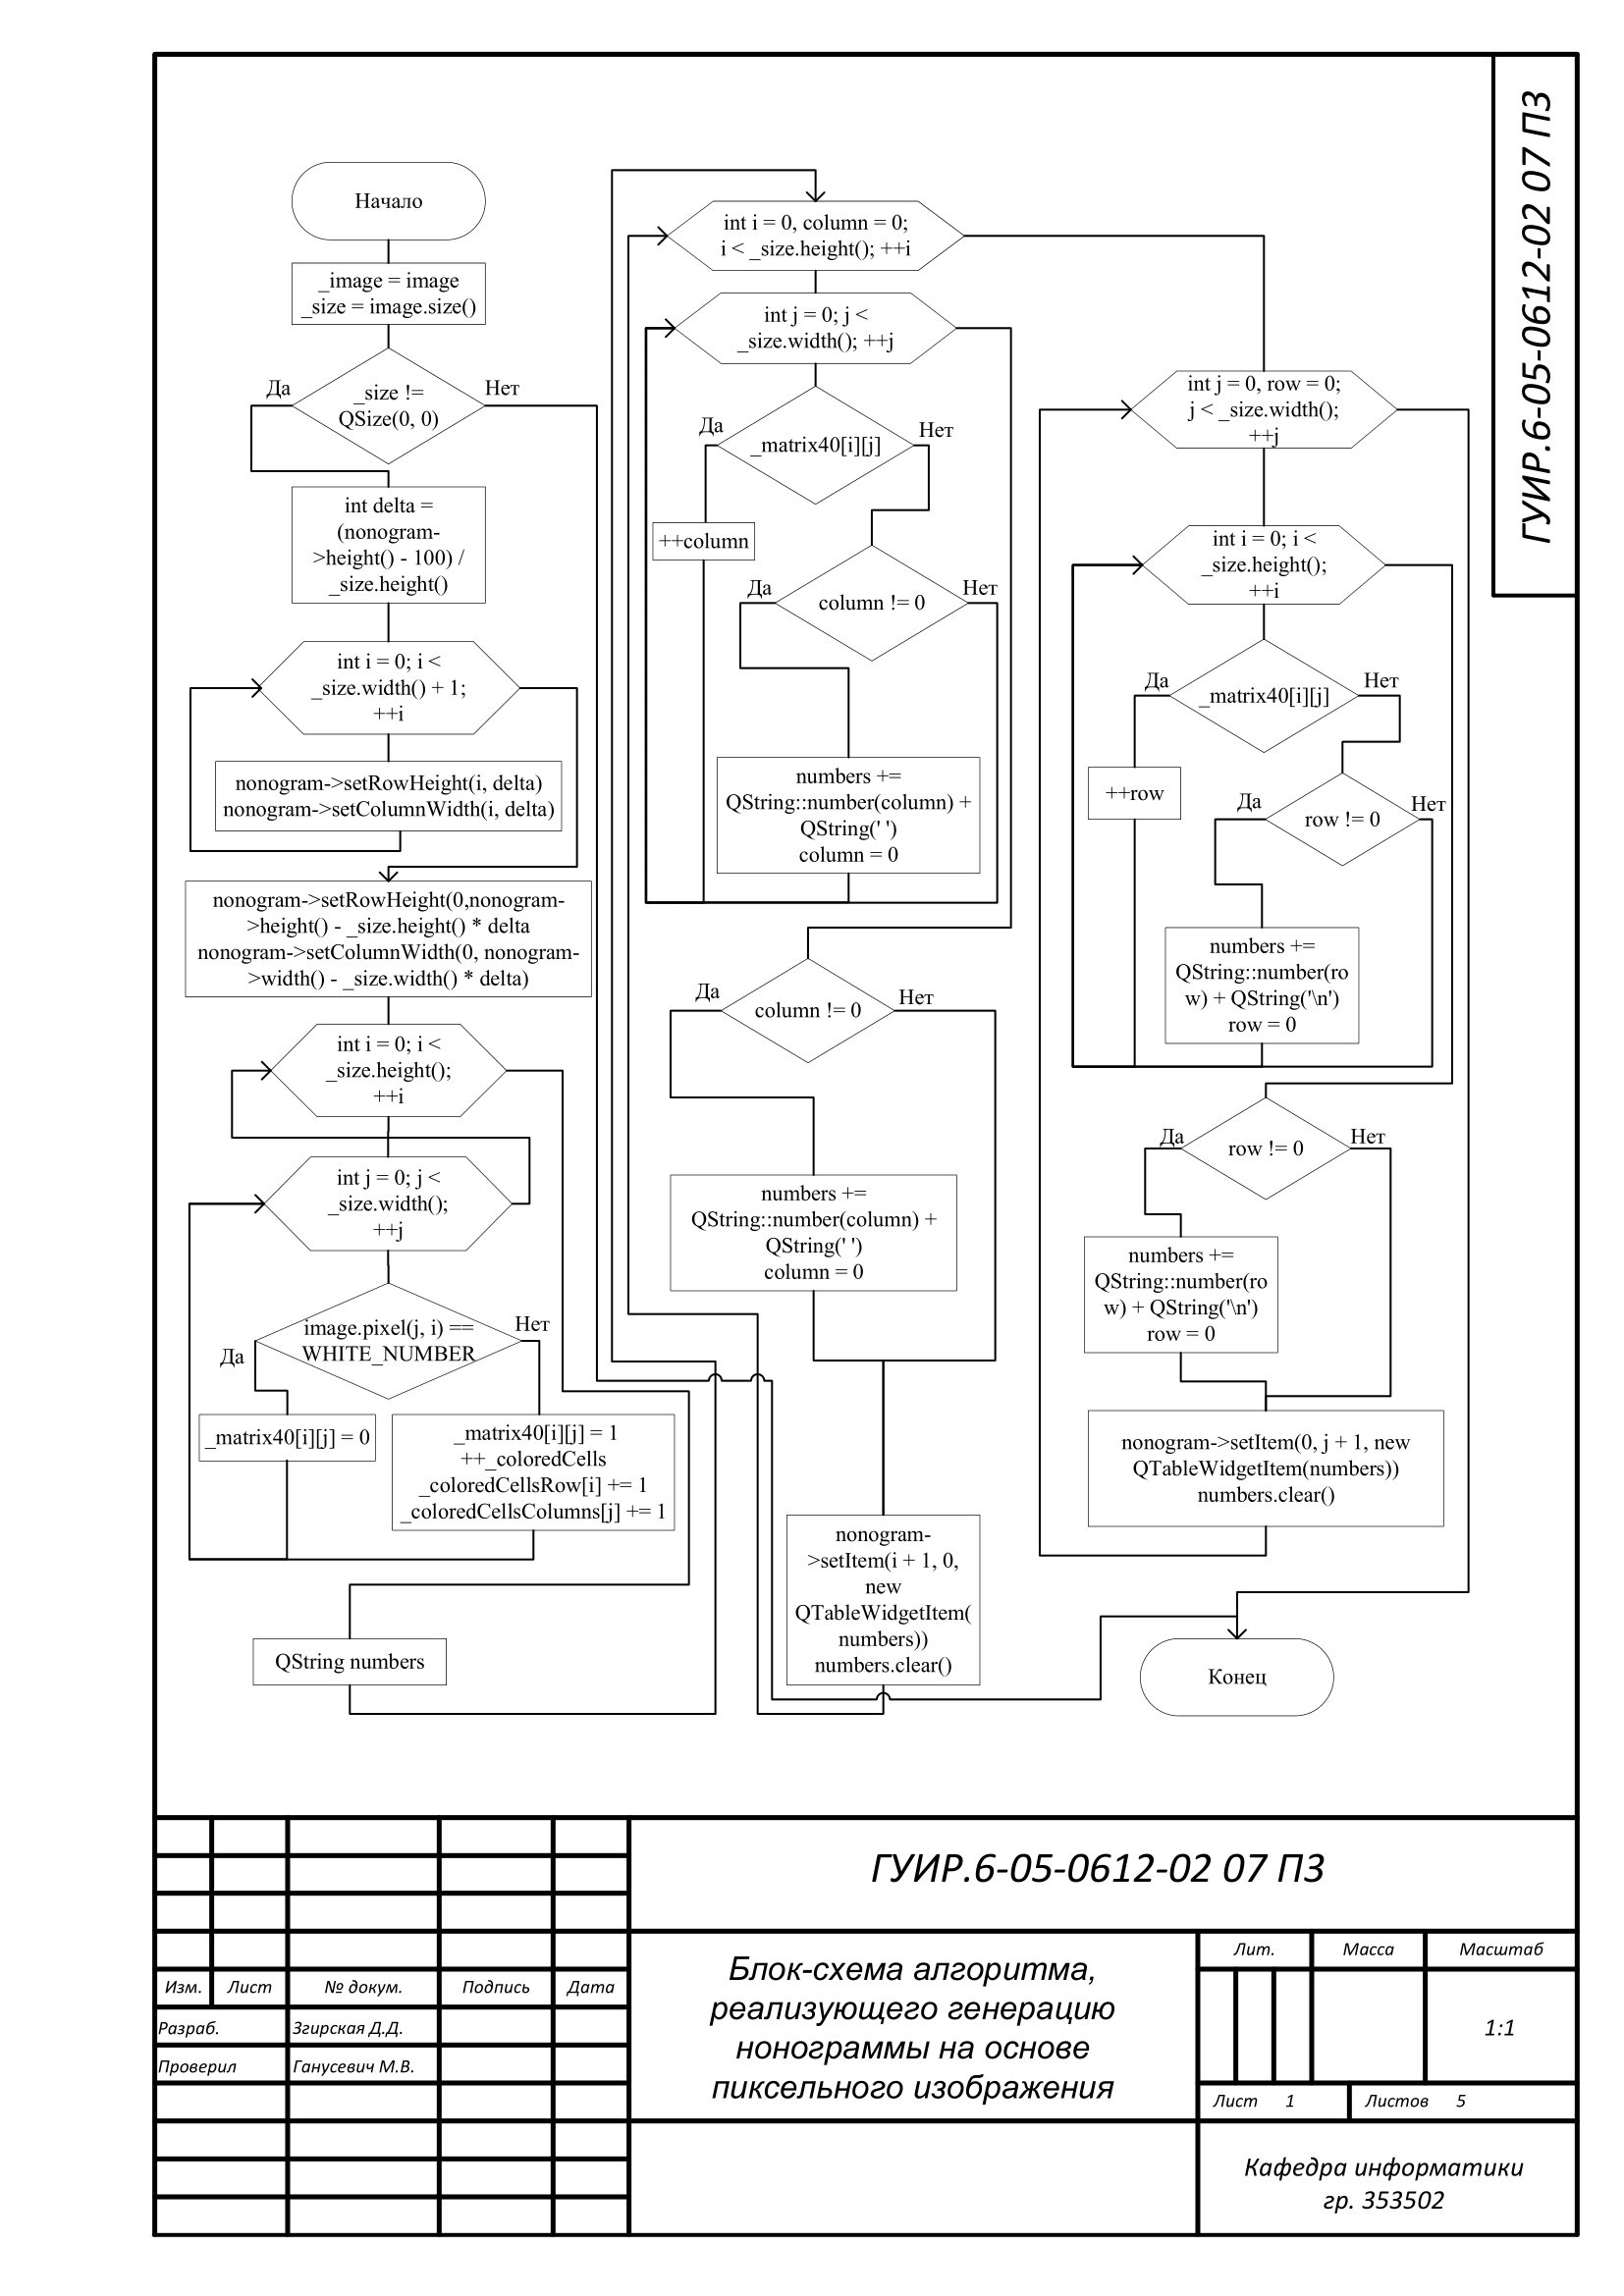 ГУИР.6-05-0612-02 07 ПЗ
Начало
_image = image
_size = image.size()
Да
Нет
_size !=
QSize(0, 0)
int delta =
(nonogram-
>height() - 100) /
_size.height()
int i = 0; i <
_size.width() + 1;
++i
nonogram->setRowHeight(i, delta)
nonogram->setColumnWidth(i, delta)
nonogram->setRowHeight(0,nonogram-
>height() - _size.height() * delta
nonogram->setColumnWidth(0, nonogram-
>width() - _size.width() * delta)
int i = 0; i <
_size.height();
++i
int j = 0; j <
_size.width();
++j
image.pixel(j, i) ==
WHITE_NUMBER
Да
Нет
_matrix40[i][j] = 0
_matrix40[i][j] = 1
++_coloredCells
_coloredCellsRow[i] += 1
_coloredCellsColumns[j] += 1
QString numbers
int i = 0, column = 0;
i < _size.height(); ++i
int j = 0; j <
_size.width(); ++j
Да
Нет
_matrix40[i][j]
++column
Да
Нет
column != 0
numbers +=
QString::number(column) +
QString(' ')
column = 0
Да
Нет
column != 0
numbers +=
QString::number(column) +
QString(' ')
column = 0
nonogram-
>setItem(i + 1, 0,
new
QTableWidgetItem(
numbers))
numbers.clear()
int j = 0, row = 0;
j < _size.width();
++j
int i = 0; i <
_size.height();
++i
Да
Нет
_matrix40[i][j]
++row
Да
Нет
row != 0
numbers +=
QString::number(ro
w) + QString('\n')
row = 0
Да
Нет
row != 0
numbers +=
QString::number(ro
w) + QString('\n')
row = 0
nonogram->setItem(0, j + 1, new
QTableWidgetItem(numbers))
numbers.clear()
Конец
ГУИР.6-05-0612-02 07 ПЗ
Изм.
Лист
№ докум.
Подпись
Дата
Разраб.
Згирская Д.Д.
Проверил
Ганусевич М.В.
Блок-схема алгоритма,
реализующего генерацию
нонограммы на основе
пиксельного изображения
Лит.
Масса
Масштаб
1:1
Лист 1
Листов 5
Кафедра информатики
гр. 353502